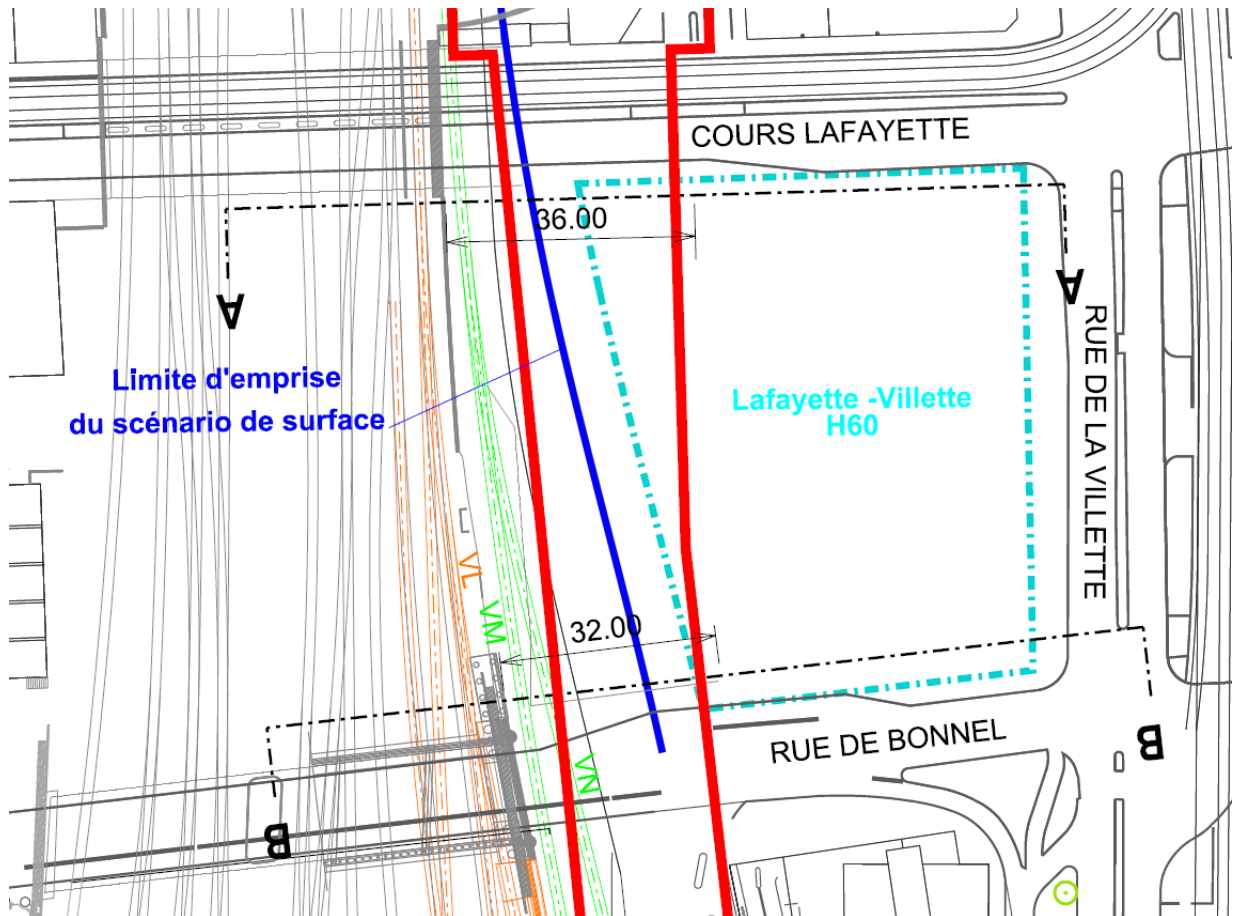 COURS LAFAYETTE
36.00
A
A
RUE DE LA VILLETTE
Limite d'emprise
du scénario de surface
Lafayette -Villette
H60
VL
VM
32.00
RUE DE BONNEL
B
VN
B